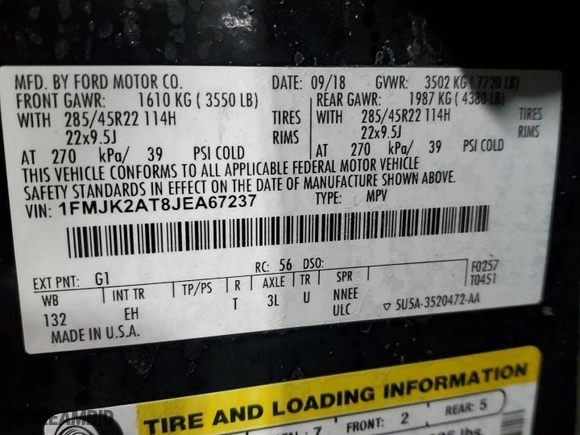 MFD. BY FORD MOTOR CO. DATE: 09/18 GVWR: 3502 KG (7720 LB)
FRONT GAWR: 1610 KG (3550 LB) REAR GAWR: 1987 KG (4380 LB)
WITH 285/45R22 114H TIRES WITH 285/45R22 114H TIRES
22x9.5J RIMS 22x9.5J RIMS
AT 270 kPa/ 39 PSI COLD AT 270 kPa/ 39 PSI COLD
THIS VEHICLE CONFORMS TO ALL APPLICABLE FEDERAL MOTOR VEHICLE
SAFETY STANDARDS IN EFFECT ON THE DATE OF MANUFACTURE SHOWN ABOVE.
VIN: 1FMJK2AT8JEA67237 TYPE: MPV
EXT PNT: G1 RC: 56 DSO: F0257
WB INT TR TP/PS R AXLE TR SPR T0451
132 EH T 3L U NNEE
ULC 5U5A-3520472-AA
MADE IN U.S.A.
TIRE AND LOADING INFORMATION
7 FRONT: 2 REAR: 5
lbs.